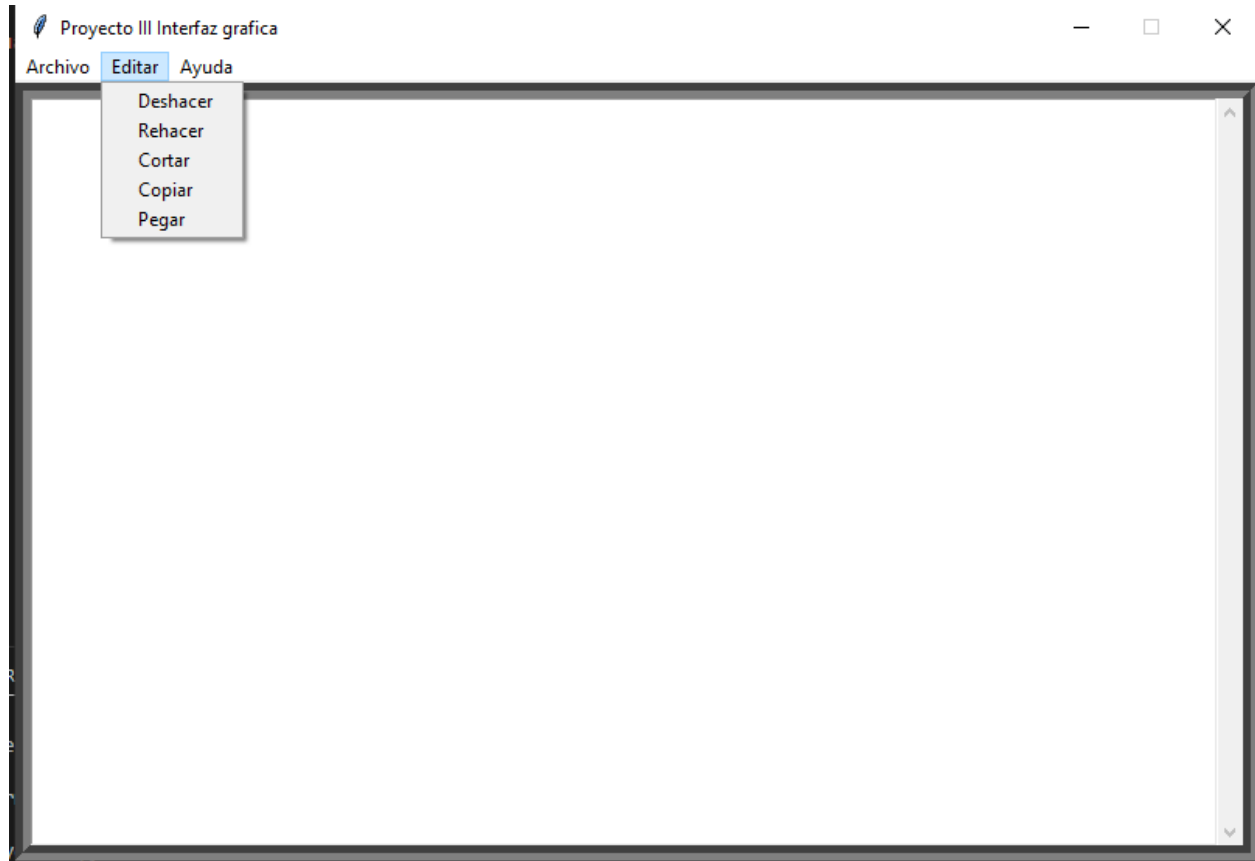 Proyecto III Interfaz grafica
Archivo Editar Ayuda
Deshacer
Rehacer
Cortar
Copiar
Pegar